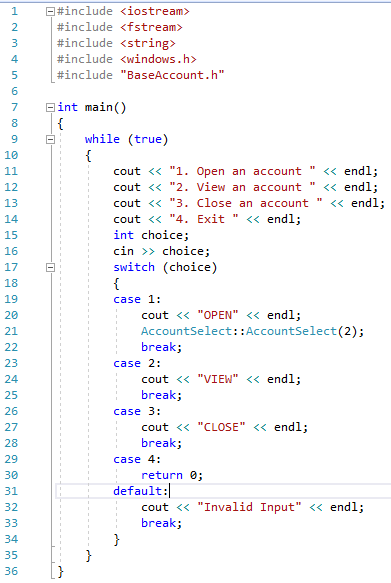 1 #include <iostream>
2 #include <fstream>
3 #include <string>
4 #include <windows.h>
5 #include "BaseAccount.h"
6
7 int main()
8 {
9     while (true)
10     {
11         cout << "1. Open an account " << endl;
12         cout << "2. View an account " << endl;
13         cout << "3. Close an account " << endl;
14         cout << "4. Exit " << endl;
15         int choice;
16         cin >> choice;
17         switch (choice)
18         {
19         case 1:
20             cout << "OPEN" << endl;
21             AccountSelect::AccountSelect(2);
22             break;
23         case 2:
24             cout << "VIEW" << endl;
25             break;
26         case 3:
27             cout << "CLOSE" << endl;
28             break;
29         case 4:
30             return 0;
31         default:
32             cout << "Invalid Input" << endl;
33             break;
34         }
35     }
36 }